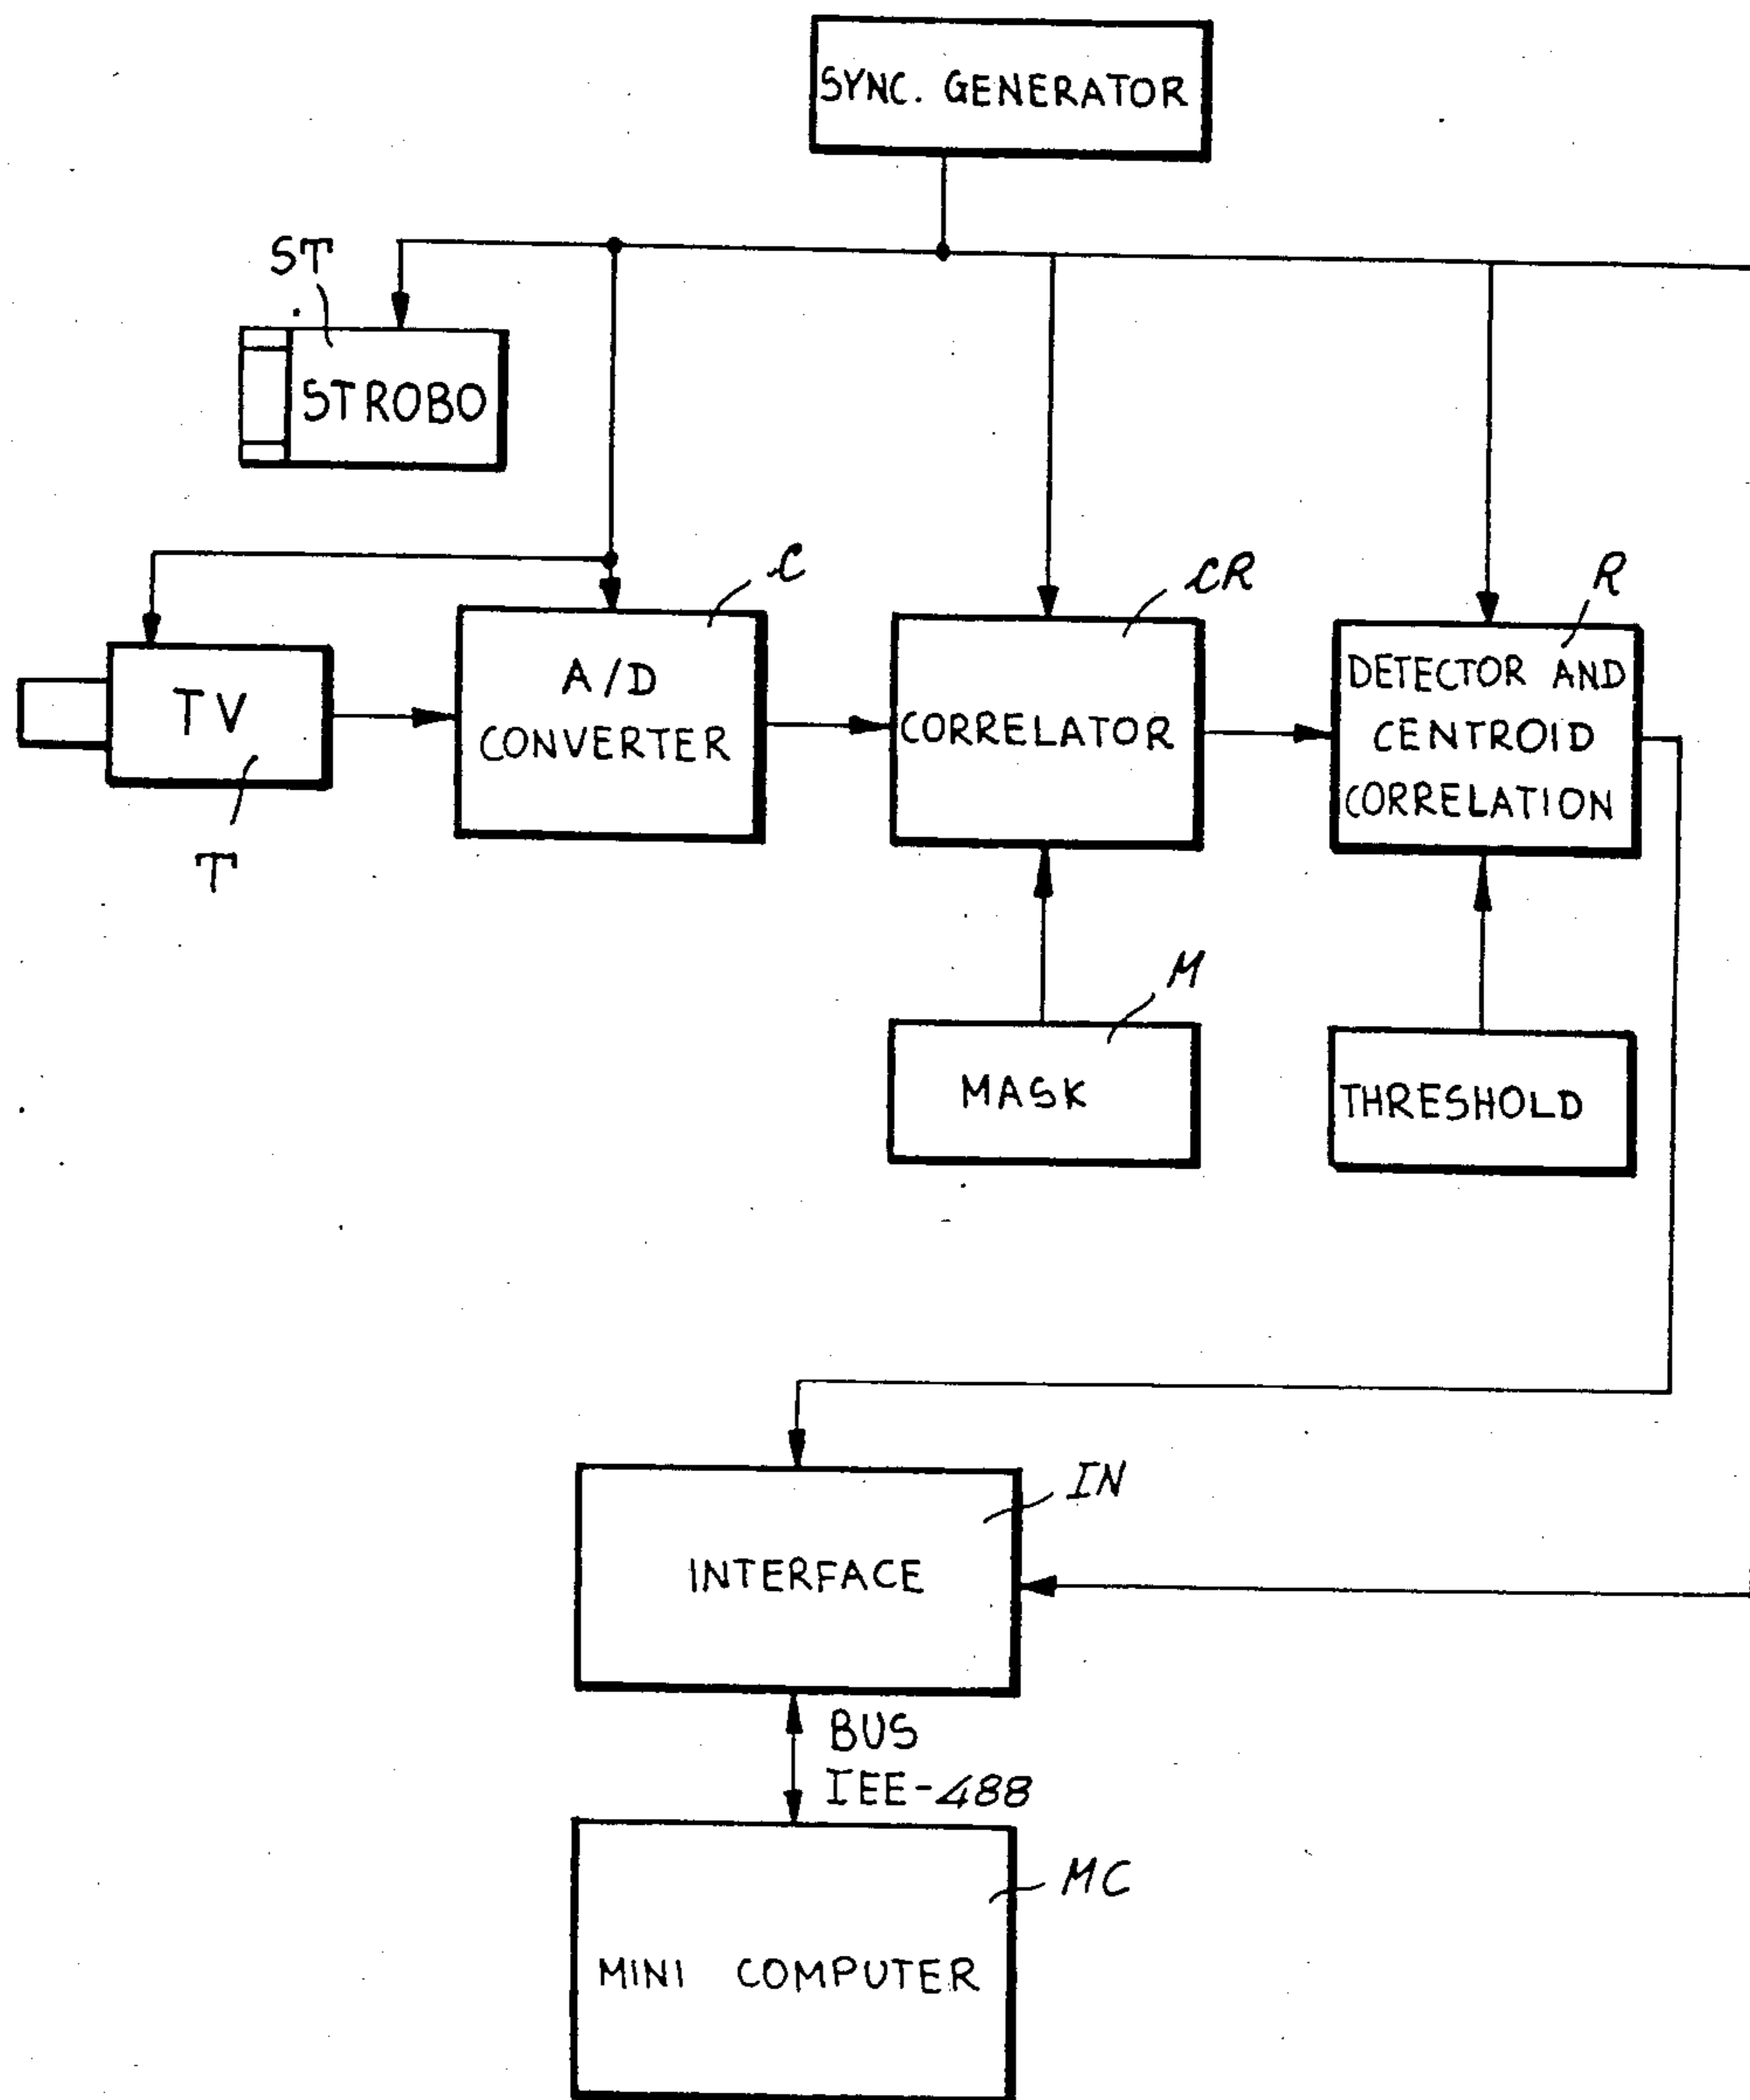 SYNC. GENERATOR
ST
STROBO
C
CR
R
TV
A/D
CONVERTER
CORRELATOR
DETECTOR AND
CENTROID
CORRELATION
T
M
MASK
THRESHOLD
IN
INTERFACE
BUS
IEE-488
MC
MINI COMPUTER